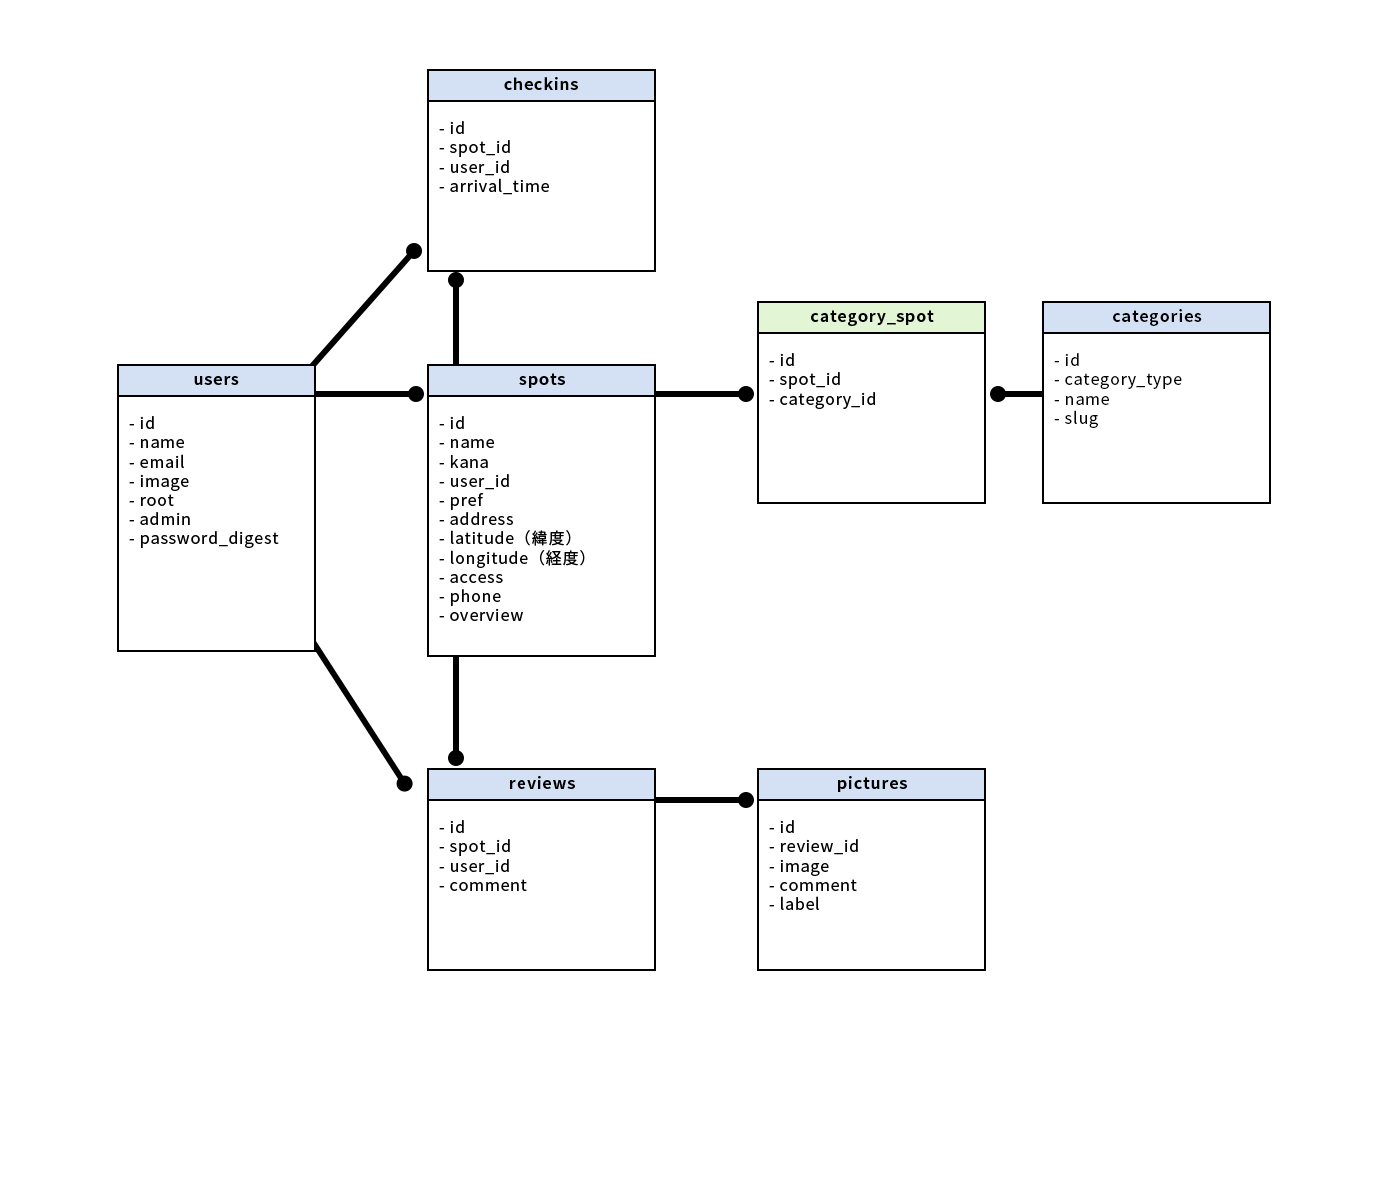 checkins
- id
- spot_id
- user_id
- arrival_time
users
- id
- name
- email
- image
- root
- admin
- password_digest
spots
- id
- name
- kana
- user_id
- pref
- address
- latitude（緯度）
- longitude（経度）
- access
- phone
- overview
category_spot
- id
- spot_id
- category_id
categories
- id
- category_type
- name
- slug
reviews
- id
- spot_id
- user_id
- comment
pictures
- id
- review_id
- image
- comment
- label